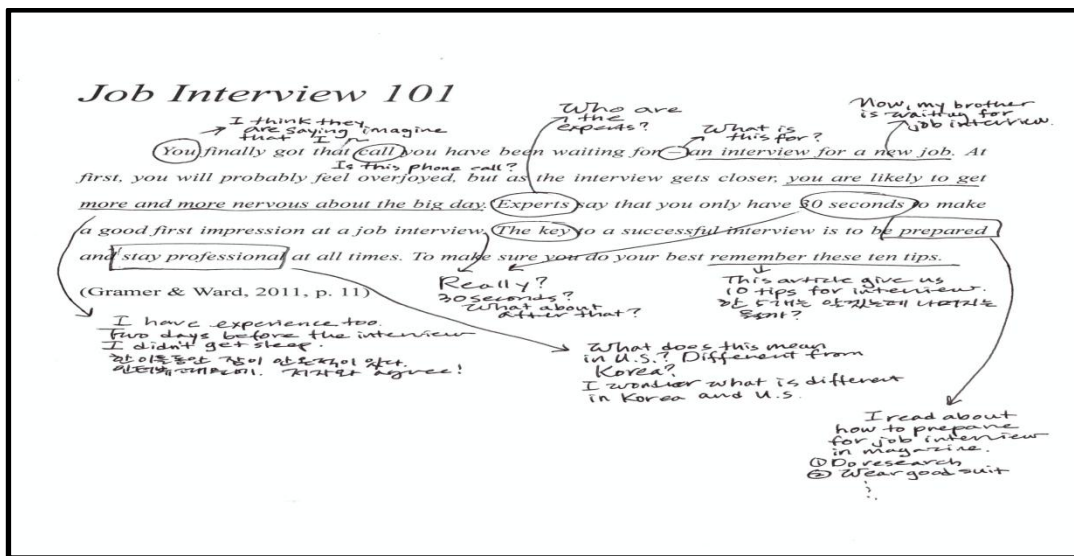 Job Interview 101
I think they
are saying imagine
that I
Who are
the
experts?
What is
this for?
Now, my brother
is waiting for
job interview.
You finally got that call you have been waiting for – an interview for a new job. At
Is this phone call?
first, you will probably feel overjoyed, but as the interview gets closer, you are likely to get
more and more nervous about the big day. Experts say that you only have 30 seconds to make
a good first impression at a job interview. The key to a successful interview is to be prepared
and stay professional at all times. To make sure you do your best remember these ten tips.
(Gramer & Ward, 2011, p. 11)
Really?
30 seconds?
What about
after that?
This article give us
10 tips for interview.
I have experience too.
Two days before the interview
I didn't get sleep.
agree!
What does this mean
in U.S.? Different from
Korea?
I wonder what is different
in Korea and U.S.
I read about
how to prepare
for job interview
in magazine.
① Do research
② Wear good suit